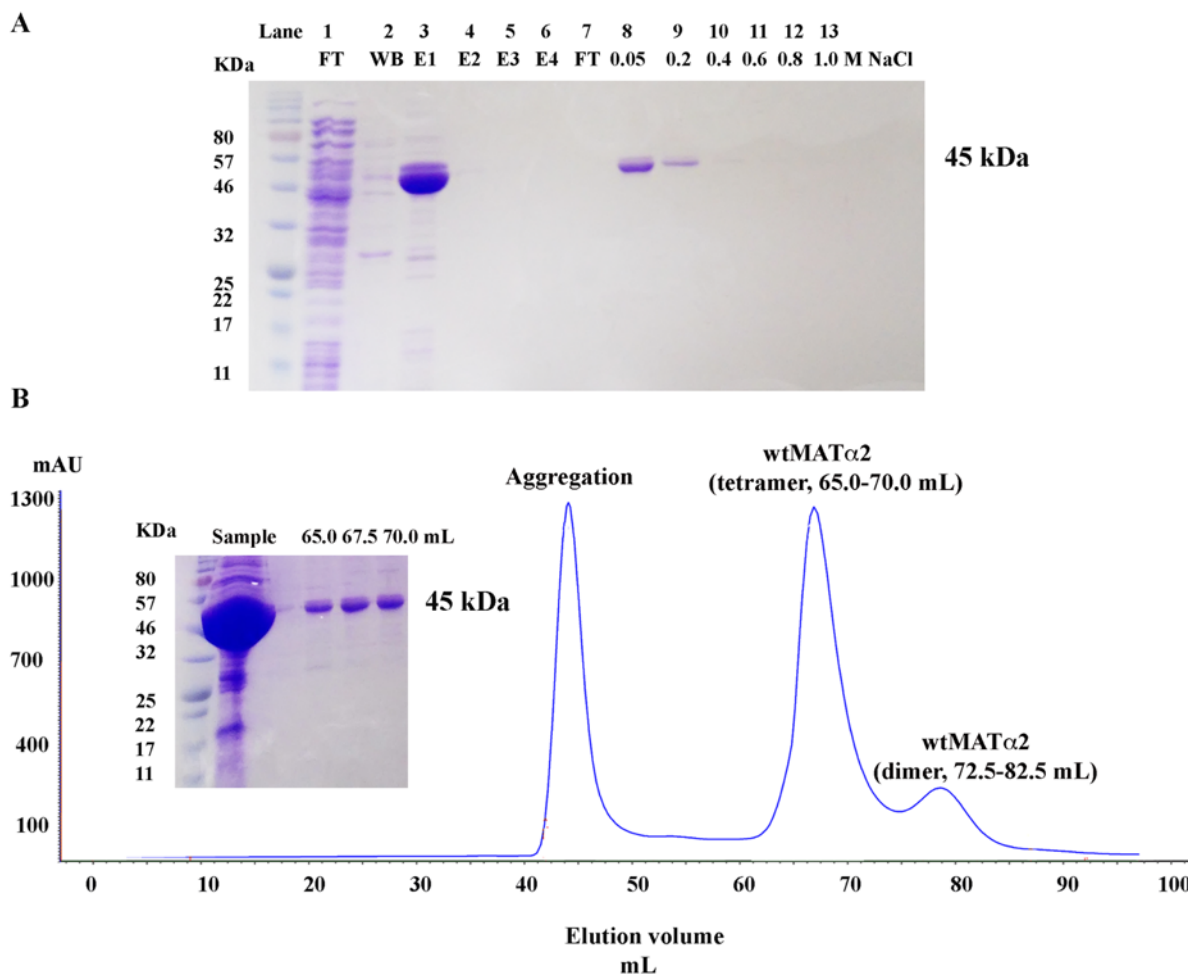 A
Lane 1 2 3 4 5 6 7 8 9 10 11 12 13
KDa FT WB E1 E2 E3 E4 FT 0.05 0.2 0.4 0.6 0.8 1.0 M NaCl
80
57
46
32
25
22
17
11
45 kDa
B
mAU
1300
1000
700
400
100
KDa Sample 65.0 67.5 70.0 mL
80
57
46
32
25
22
17
11
45 kDa
Aggregation
wtMATα2
(tetramer, 65.0-70.0 mL)
wtMATα2
(dimer, 72.5-82.5 mL)
0 10 20 30 40 50 60 70 80 90 100
Elution volume
mL